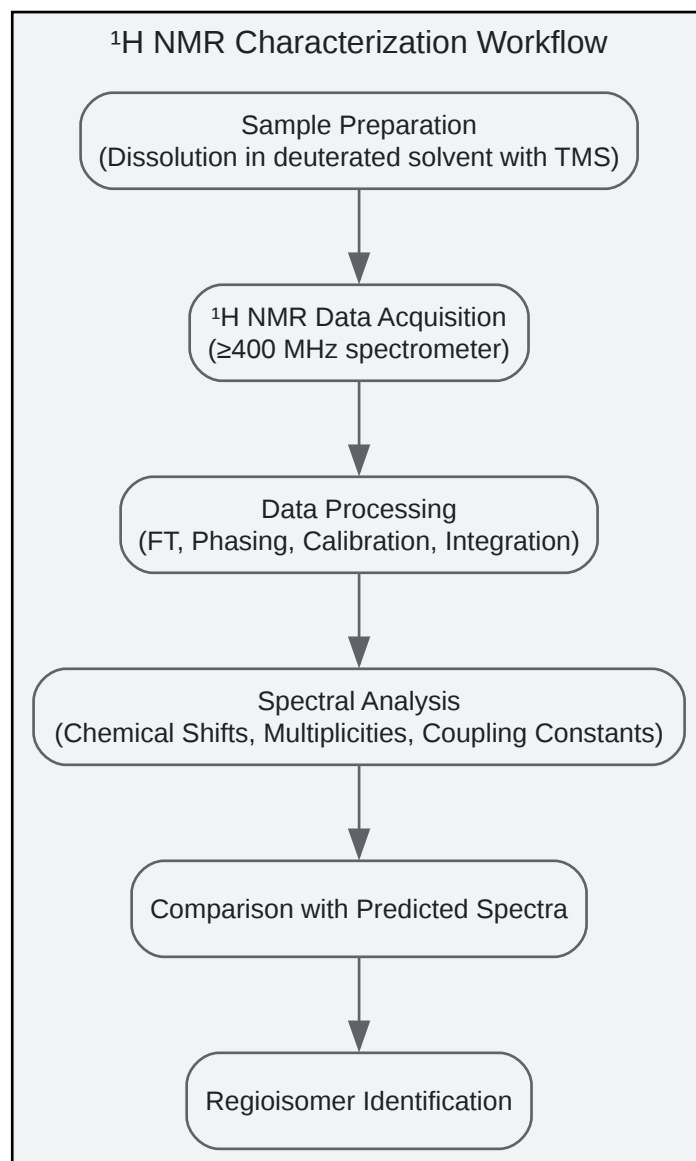 ¹H NMR Characterization Workflow
Sample Preparation
(Dissolution in deuterated solvent with TMS)
¹H NMR Data Acquisition
(≥400 MHz spectrometer)
Data Processing
(FT, Phasing, Calibration, Integration)
Spectral Analysis
(Chemical Shifts, Multiplicities, Coupling Constants)
Comparison with Predicted Spectra
Regioisomer Identification